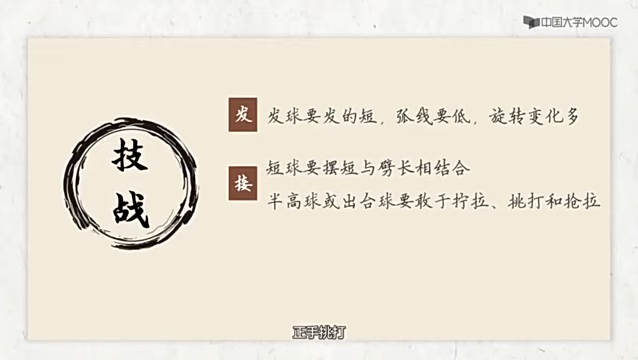 中国大学MOOC
技战
发
发球要发的短，弧线要低，旋转变化多
接
短球要摆短与劈长相结合
半高球或出台球要敢于拧拉、挑打和抢拉
正手挑打